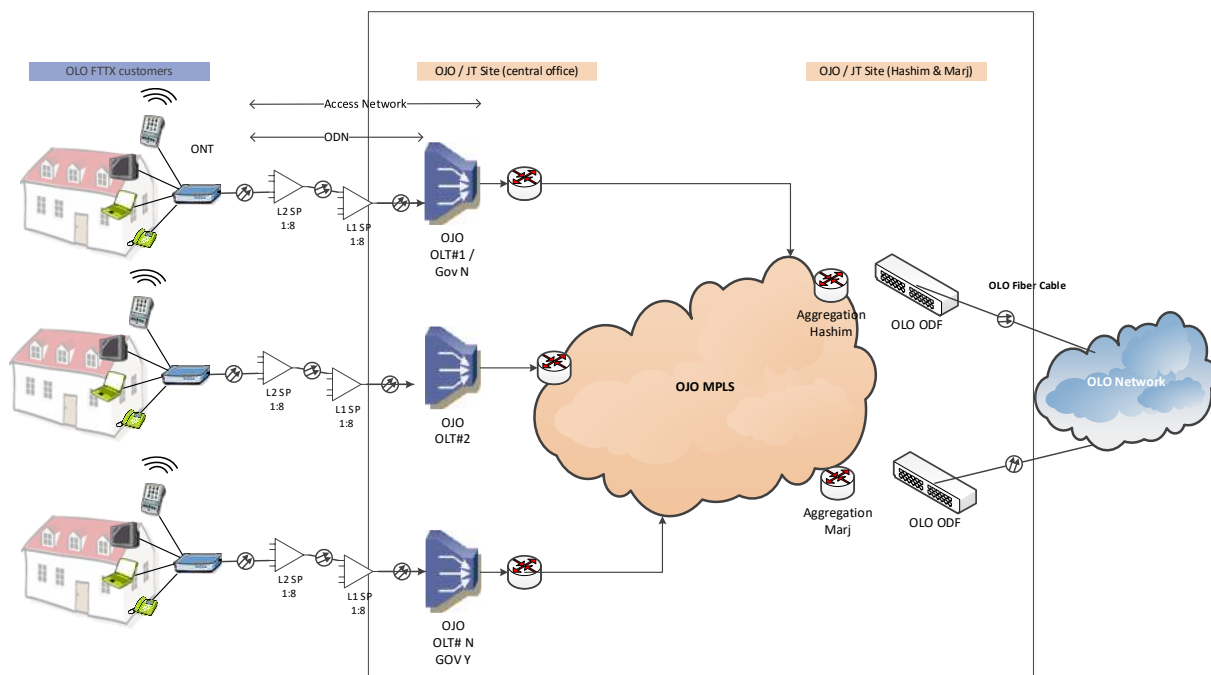 OLO FTTX customers
OJO / JT Site (central office)
OJO / JT Site (Hashim & Marj)
Access Network
ODN
ONT
L2 SP
1:8
L1 SP
1:8
OJO
OLT#1 /
Gov N
OLO Fiber Cable
Aggregation
Hashim
OLO ODF
L2 SP
1:8
L1 SP
1:8
OJO
OLT#2
OJO MPLS
OLO Network
Aggregation
Marj
OLO ODF
L2 SP
1:8
L1 SP
1:8
OJO
OLT# N
GOV Y